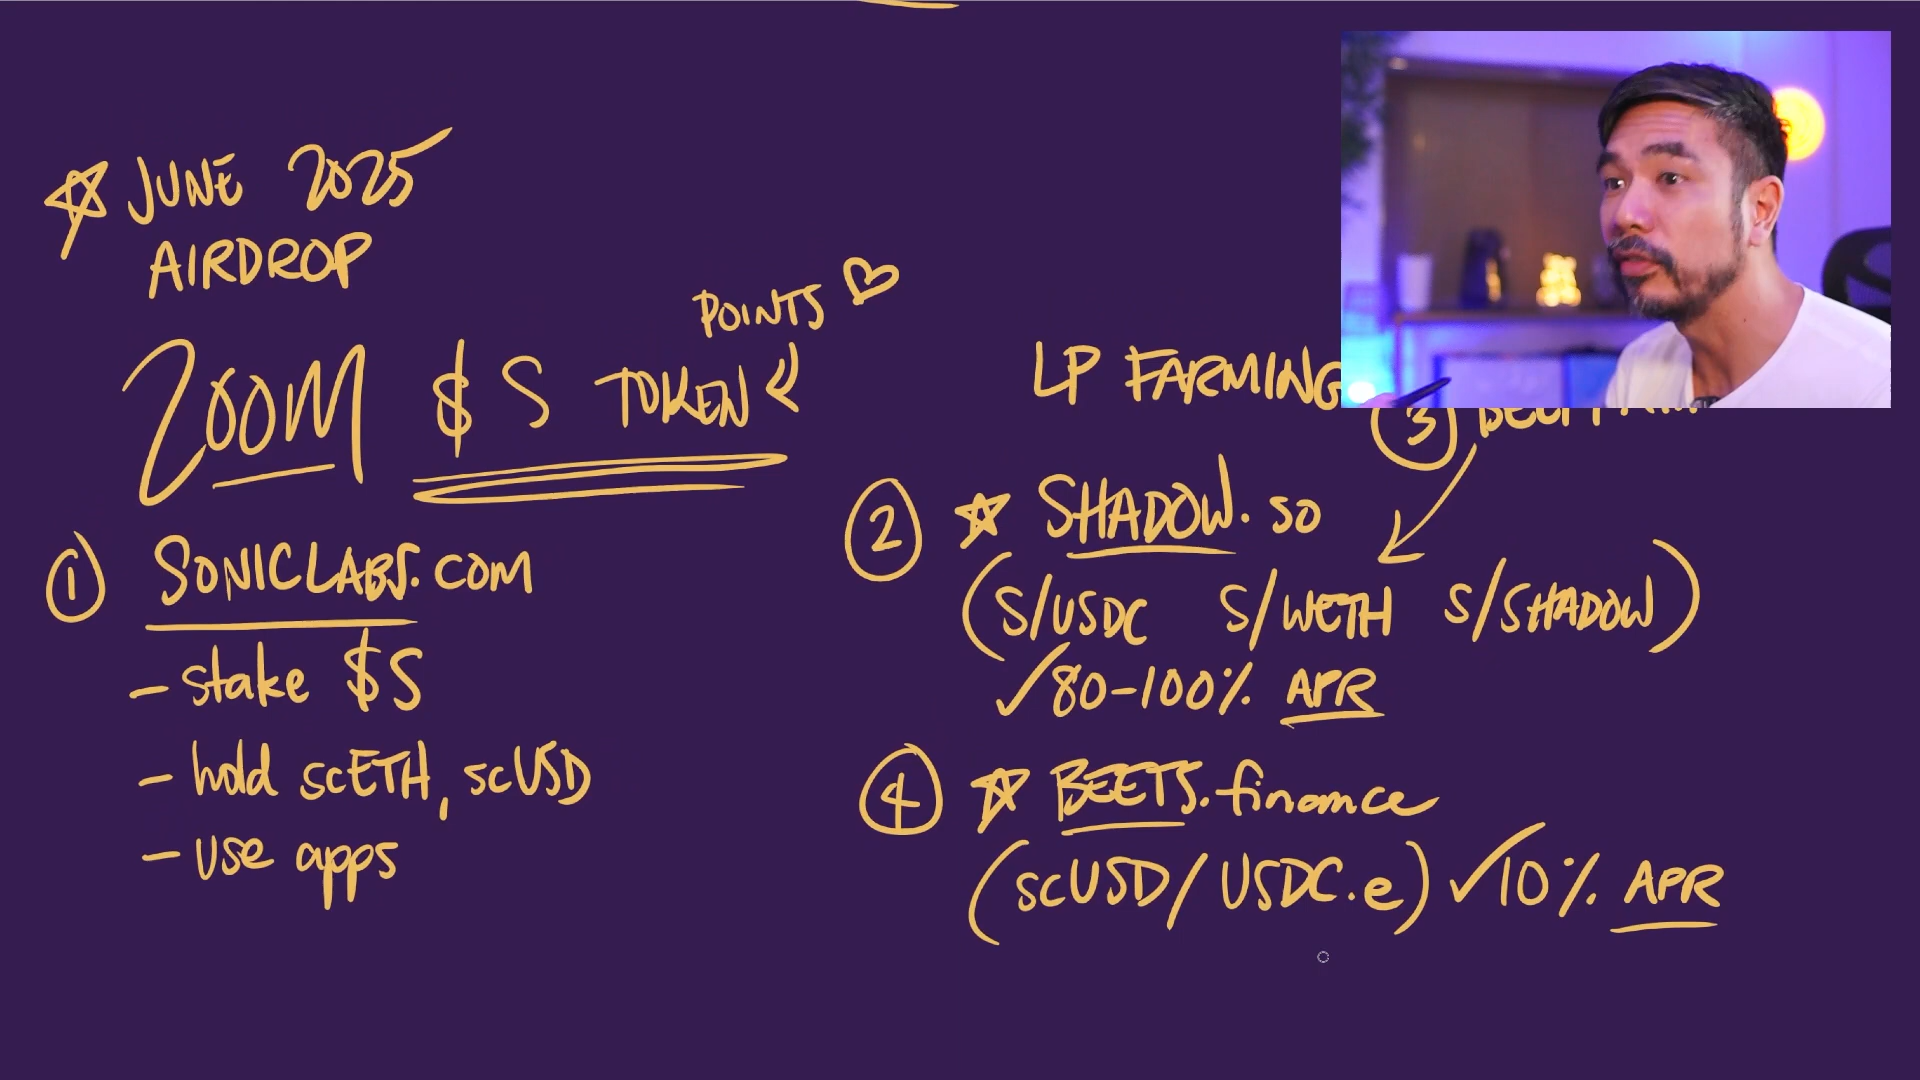 JUNE 2025
AIRDROP
POINTS
200M $S TOKEN
① SONICLABS.COM
- stake $S
- hold scETH, scUSD
- use apps
LP FARMING
③
② SHADOW.so
(S/USDC S/WETH S/SHADOW)
✓80-100% APR
④ BEETS.finance
(scUSD/USDC.e) ✓10% APR